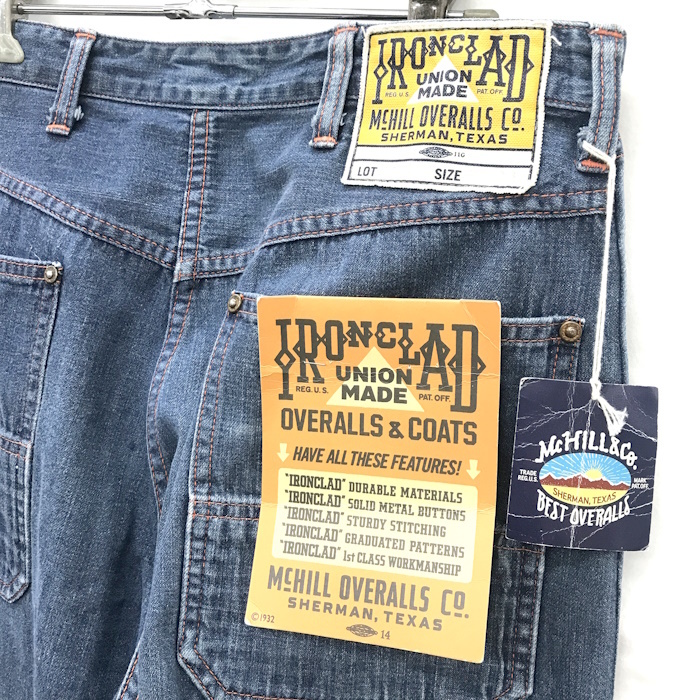 IRONCLAD
UNION
MADE
REG. U.S. PAT. OFF.
McHILL OVERALLS Co.
SHERMAN, TEXAS
116
LOT SIZE
IRONCLAD
UNION
MADE
REG. U.S. PAT. OFF.
OVERALLS & COATS
HAVE ALL THESE FEATURES!
"IRONCLAD" DURABLE MATERIALS
"IRONCLAD" SOLID METAL BUTTONS
"IRONCLAD" STURDY STITCHING
"IRONCLAD" GRADUATED PATTERNS
"IRONCLAD" 1st CLASS WORKMANSHIP
McHILL OVERALLS Co.
SHERMAN, TEXAS
©1932
14
McHILL&Co.
TRADE MARK
REG.U.S. PAT.OFF.
SHERMAN, TEXAS
BEST OVERALLS